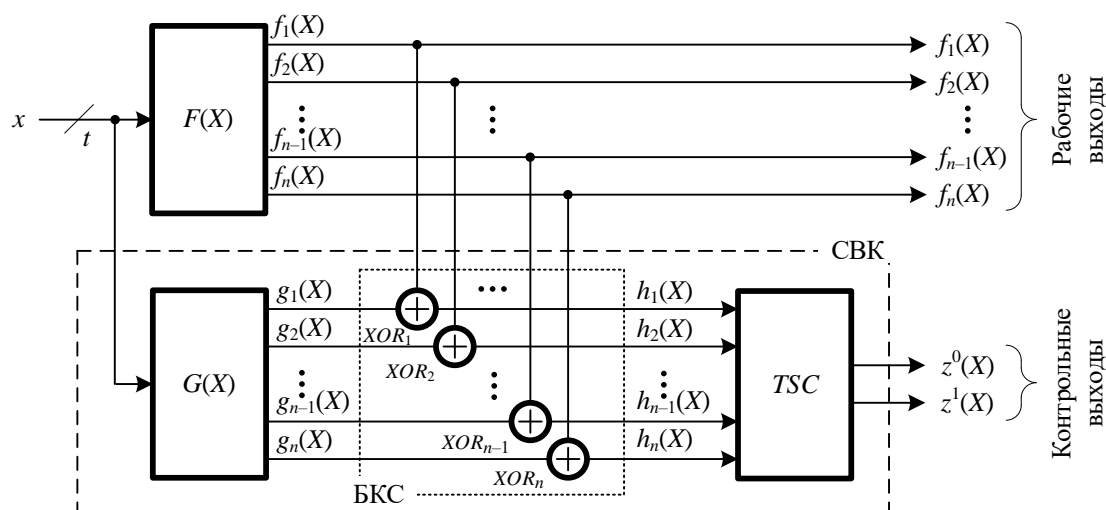 f₁(X)
f₁(X)
f₂(X)
f₂(X)
x
t
F(X)
fₙ₋₁(X)
fₙ₋₁(X)
fₙ(X)
fₙ(X)
Рабочие
выходы
СВК
g₁(X)
h₁(X)
XOR₁
g₂(X)
h₂(X)
XOR₂
G(X)
TSC
z⁰(X)
z¹(X)
Контрольные
выходы
gₙ₋₁(X)
hₙ₋₁(X)
XORₙ₋₁
gₙ(X)
hₙ(X)
XORₙ
БКС